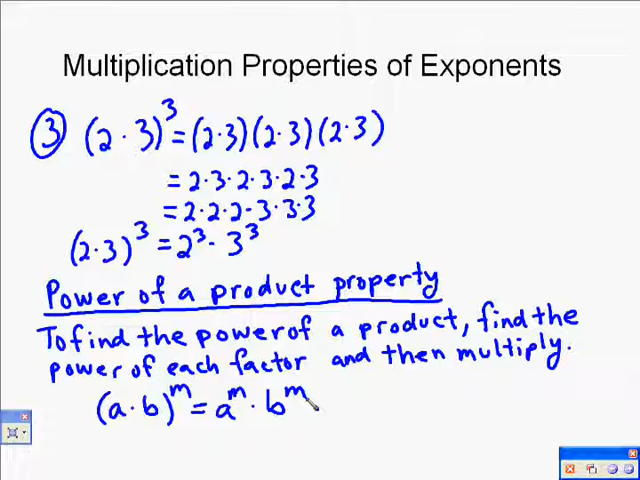 Multiplication Properties of Exponents
③ (2 · 3)³ = (2·3)(2·3)(2·3)
= 2·3·2·3·2·3
= 2·2·2·3·3·3
(2·3)³ = 2³ · 3³
Power of a product property
To find the power of a product, find the
power of each factor and then multiply.
(a · b)ᵐ = aᵐ · bᵐ